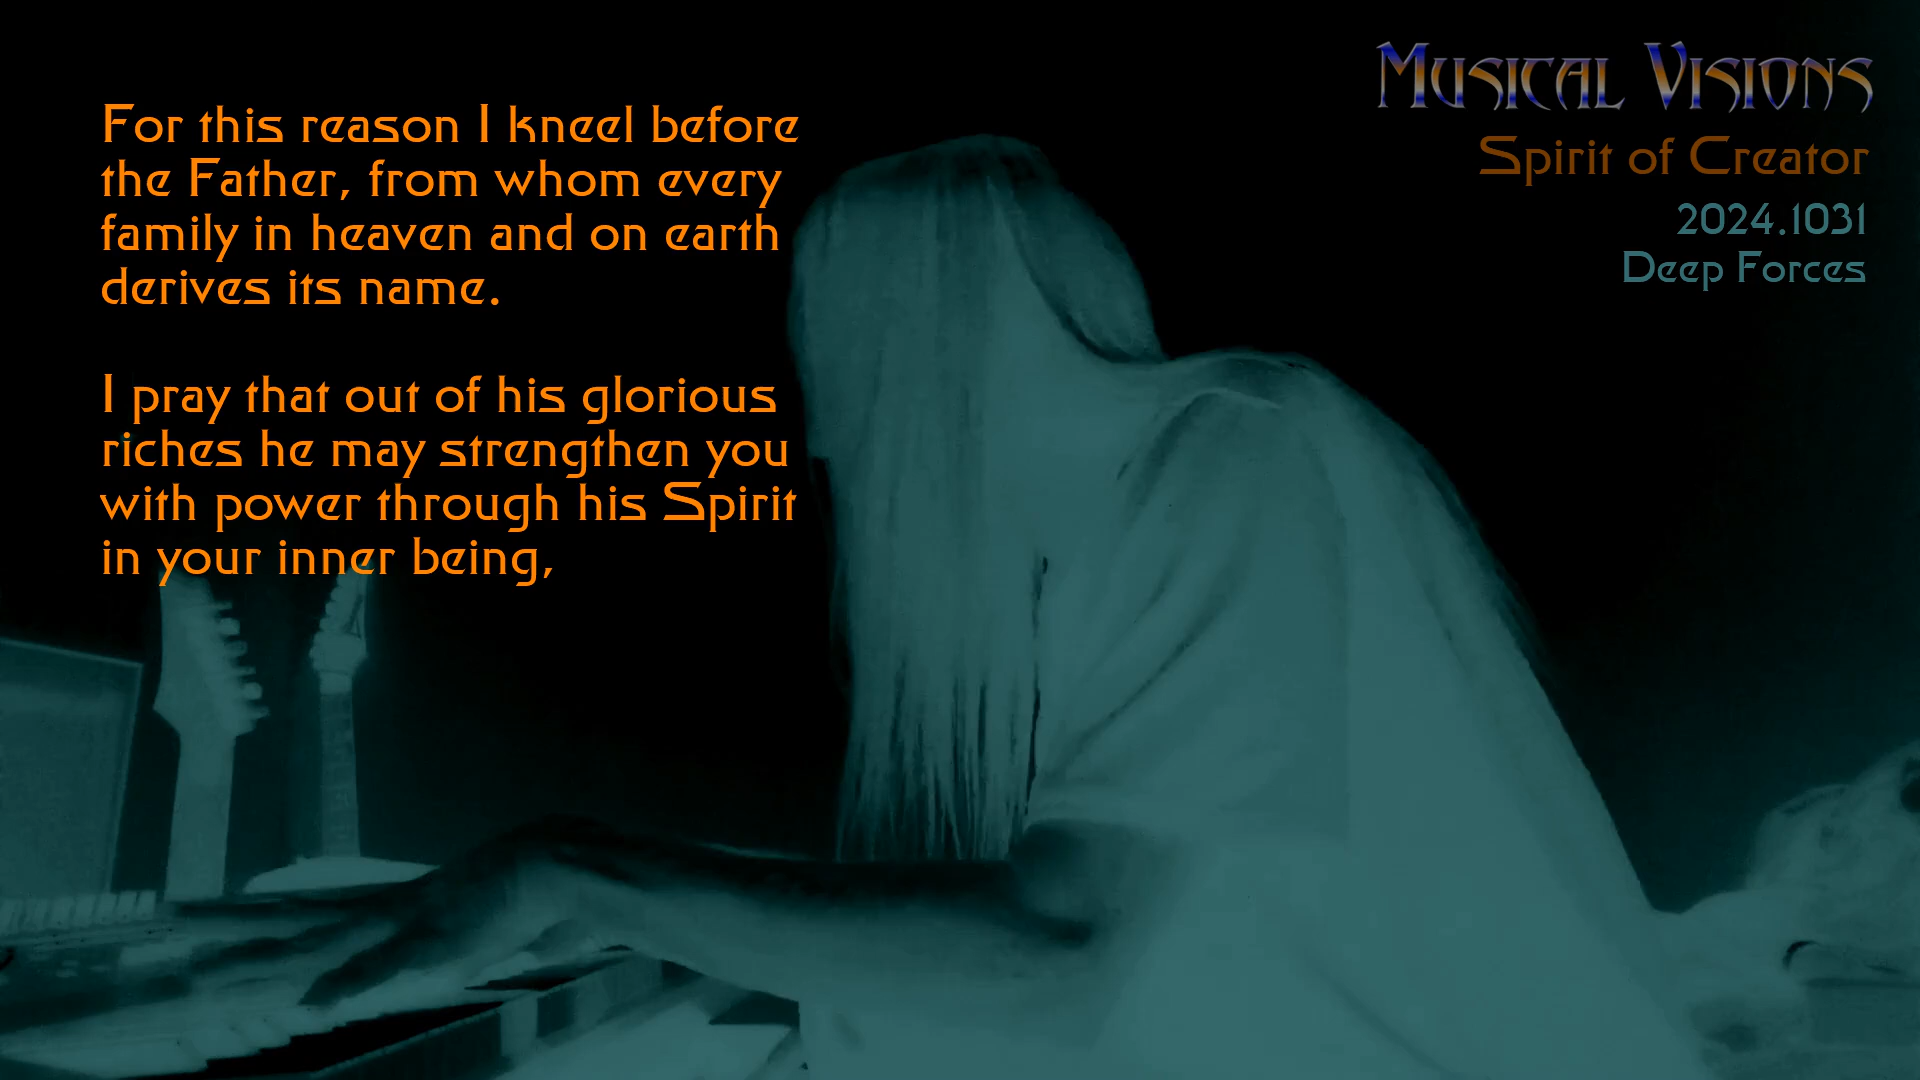 For this reason I kneel before
the Father, from whom every
family in heaven and on earth
derives its name.
I pray that out of his glorious
riches he may strengthen you
with power through his Spirit
in your inner being,
Musical Visions
Spirit of Creator
2024.1031
Deep Forces